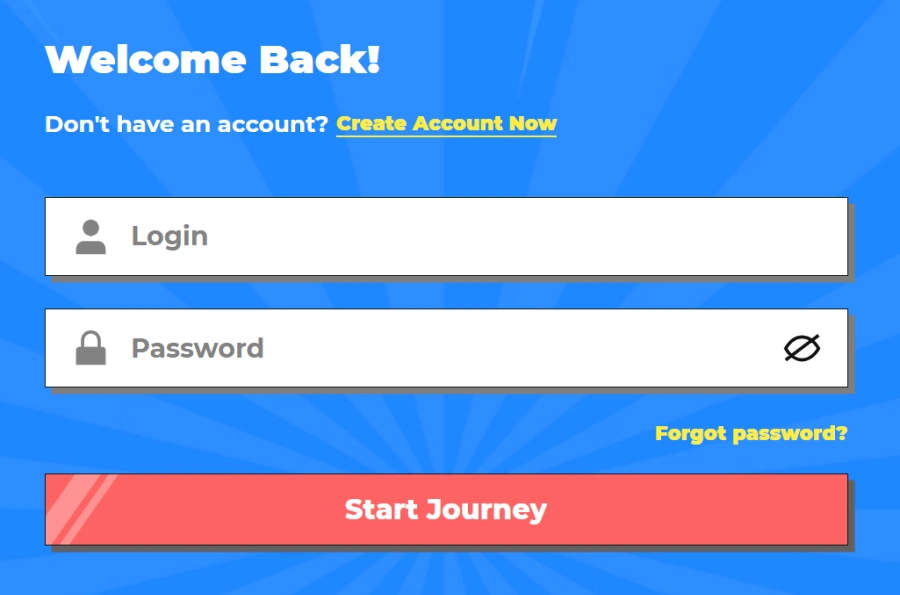 Welcome Back!
Don't have an account? Create Account Now
Login
Password
Forgot password?
Start Journey